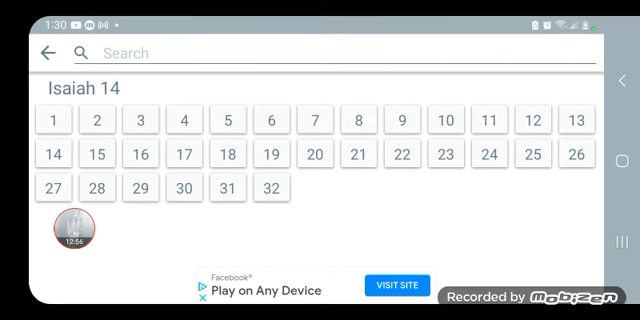 1:30
Search
Isaiah 14
1 2 3 4 5 6 7 8 9 10 11 12 13
14 15 16 17 18 19 20 21 22 23 24 25 26
27 28 29 30 31 32
12:56
Facebook®
Play on Any Device
VISIT SITE
Recorded by Mobizen